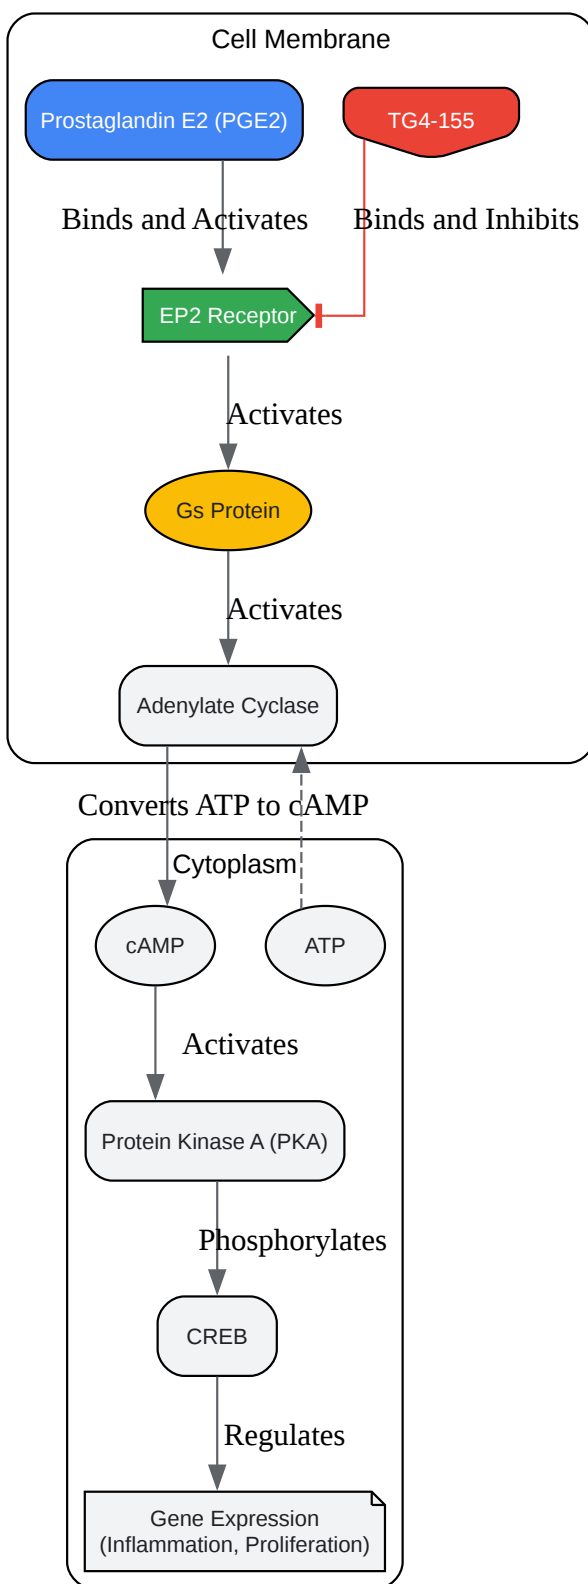 Cell Membrane
Prostaglandin E2 (PGE2)
TG4-155
Binds and Activates
Binds and Inhibits
EP2 Receptor
Activates
Gs Protein
Activates
Adenylate Cyclase
Converts ATP to cAMP
Cytoplasm
cAMP
ATP
Activates
Protein Kinase A (PKA)
Phosphorylates
CREB
Regulates
Gene Expression
(Inflammation, Proliferation)